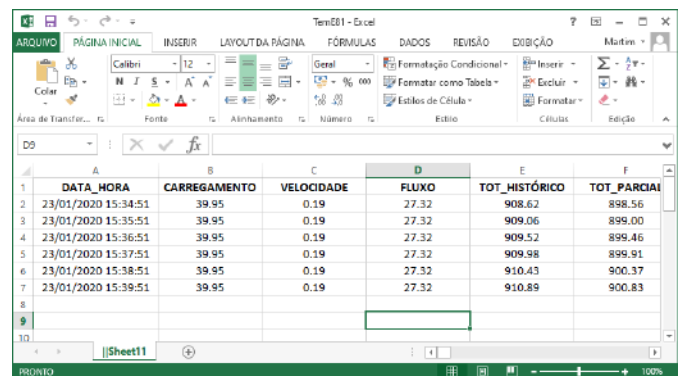 TemE81 - Excel
ARQUIVO PÁGINA INICIAL INSERIR LAYOUT DA PÁGINA FÓRMULAS DADOS REVISÃO EXIBIÇÃO Martim
Calibri 12 Geral Formatação Condicional Inserir
Colar N I S % 000 Formatar como Tabela Excluir
Estilos de Célula Formatar
Área de Transfer... Fonte Alinhamento Número Estilo Células Edição
D9 fx
A B C D E F
1 DATA_HORA CARREGAMENTO VELOCIDADE FLUXO TOT_HISTÓRICO TOT_PARCIAL
2 23/01/2020 15:34:51 39.95 0.19 27.32 908.62 898.56
3 23/01/2020 15:35:51 39.95 0.19 27.32 909.06 899.00
4 23/01/2020 15:36:51 39.95 0.19 27.32 909.52 899.46
5 23/01/2020 15:37:51 39.95 0.19 27.32 909.98 899.91
6 23/01/2020 15:38:51 39.95 0.19 27.32 910.43 900.37
7 23/01/2020 15:39:51 39.95 0.19 27.32 910.89 900.83
8
9
10
||Sheet11
PRONTO 100%